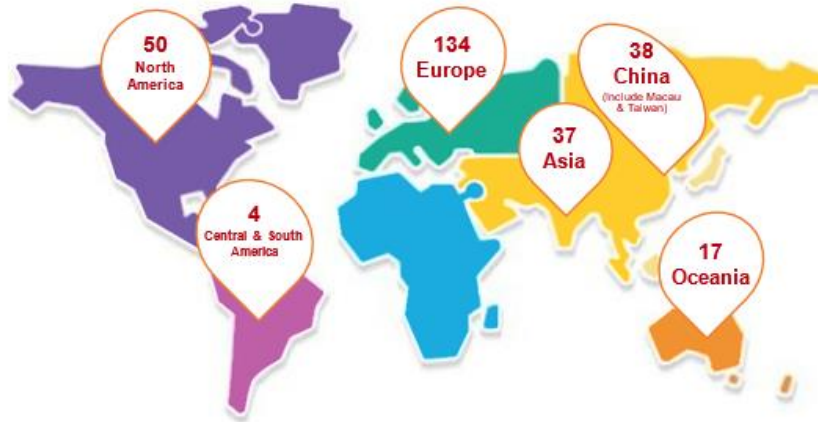 50
North
America
134
Europe
38
China
(Include Macau
& Taiwan)
37
Asia
4
Central & South
America
17
Oceania